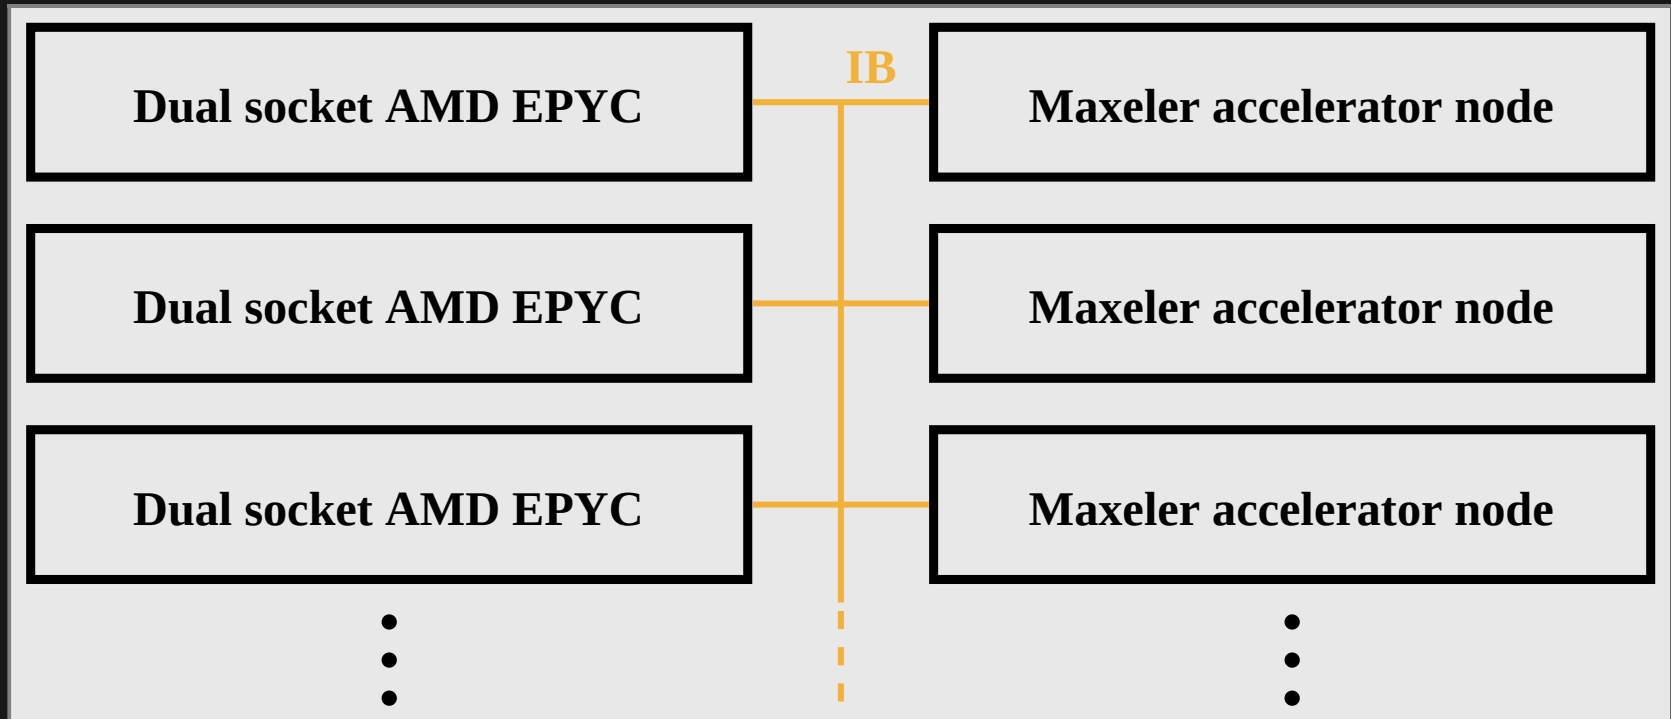 IB
Dual socket AMD EPYC
Maxeler accelerator node
Dual socket AMD EPYC
Maxeler accelerator node
Dual socket AMD EPYC
Maxeler accelerator node